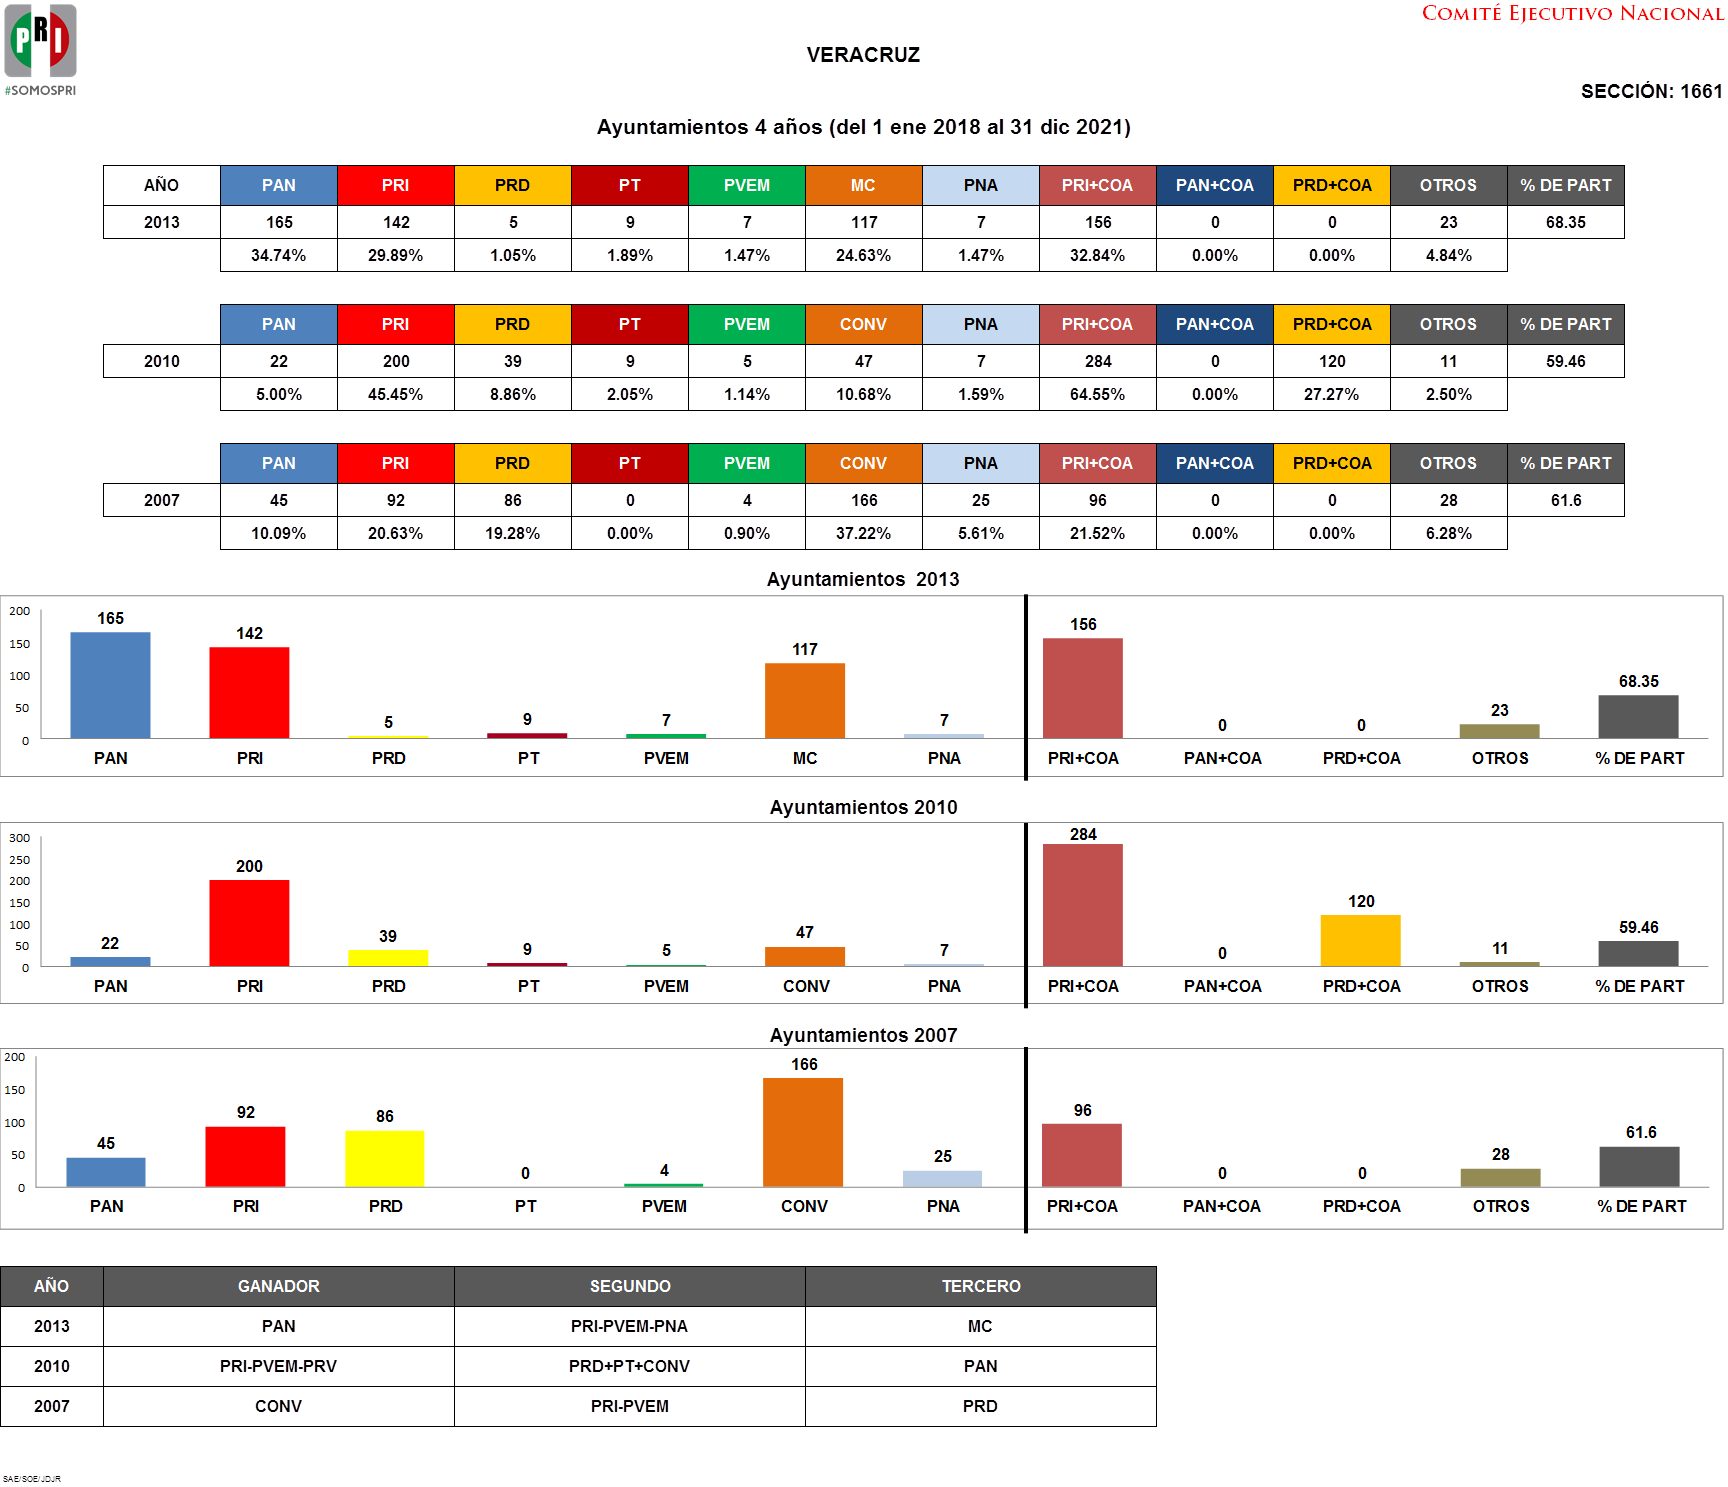 PRI
#SOMOSPRI
COMITÉ EJECUTIVO NACIONAL
VERACRUZ
SECCIÓN: 1661
Ayuntamientos 4 años (del 1 ene 2018 al 31 dic 2021)
AÑO PAN PRI PRD PT PVEM MC PNA PRI+COA PAN+COA PRD+COA OTROS % DE PART
2013 165 142 5 9 7 117 7 156 0 0 23 68.35
34.74% 29.89% 1.05% 1.89% 1.47% 24.63% 1.47% 32.84% 0.00% 0.00% 4.84%
PAN PRI PRD PT PVEM CONV PNA PRI+COA PAN+COA PRD+COA OTROS % DE PART
2010 22 200 39 9 5 47 7 284 0 120 11 59.46
5.00% 45.45% 8.86% 2.05% 1.14% 10.68% 1.59% 64.55% 0.00% 27.27% 2.50%
PAN PRI PRD PT PVEM CONV PNA PRI+COA PAN+COA PRD+COA OTROS % DE PART
2007 45 92 86 0 4 166 25 96 0 0 28 61.6
10.09% 20.63% 19.28% 0.00% 0.90% 37.22% 5.61% 21.52% 0.00% 0.00% 6.28%
Ayuntamientos 2013
200
150
100
50
0
165 142 5 9 7 117 7 156 0 0 23 68.35
PAN PRI PRD PT PVEM MC PNA PRI+COA PAN+COA PRD+COA OTROS % DE PART
Ayuntamientos 2010
300
250
200
150
100
50
0
22 200 39 9 5 47 7 284 0 120 11 59.46
PAN PRI PRD PT PVEM CONV PNA PRI+COA PAN+COA PRD+COA OTROS % DE PART
Ayuntamientos 2007
200
150
100
50
0
45 92 86 0 4 166 25 96 0 0 28 61.6
PAN PRI PRD PT PVEM CONV PNA PRI+COA PAN+COA PRD+COA OTROS % DE PART
AÑO GANADOR SEGUNDO TERCERO
2013 PAN PRI-PVEM-PNA MC
2010 PRI-PVEM-PRV PRD+PT+CONV PAN
2007 CONV PRI-PVEM PRD
SAE/SOE/JDJR